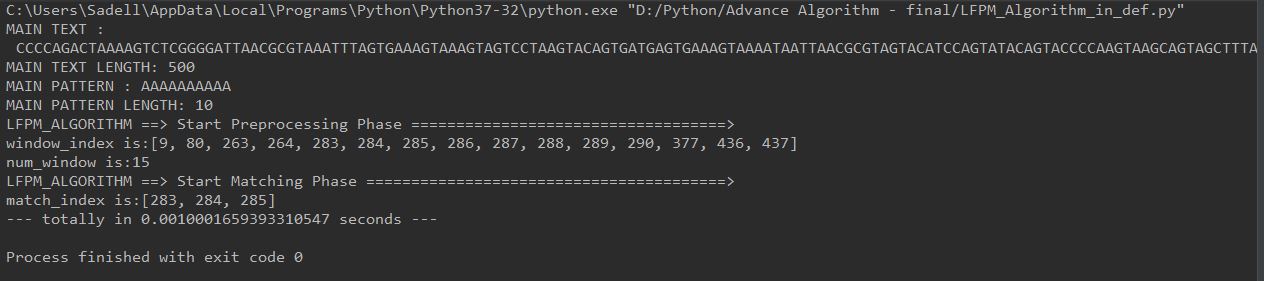 C:\Users\Sadell\AppData\Local\Programs\Python\Python37-32\python.exe "D:/Python/Advance Algorithm - final/LFPM_Algorithm_in_def.py"
MAIN TEXT :
CCCCAGACTAAAAGTCTCGGGGATTAACGCGTAAATTTAGTGAAAGTAAAGTAGTCCTAAGTACAGTGATGAGTGAAAGTAAAATAATTAACGCGTAGTACATCCAGTATACAGTACCCCAAGTAAGCAGTAGCTTTA
MAIN TEXT LENGTH: 500
MAIN PATTERN : AAAAAAAAAA
MAIN PATTERN LENGTH: 10
LFPM_ALGORITHM ==> Start Preprocessing Phase ===================================>
window_index is:[9, 80, 263, 264, 283, 284, 285, 286, 287, 288, 289, 290, 377, 436, 437]
num_window is:15
LFPM_ALGORITHM ==> Start Matching Phase ========================================>
match_index is:[283, 284, 285]
--- totally in 0.0010001659393310547 seconds ---
Process finished with exit code 0